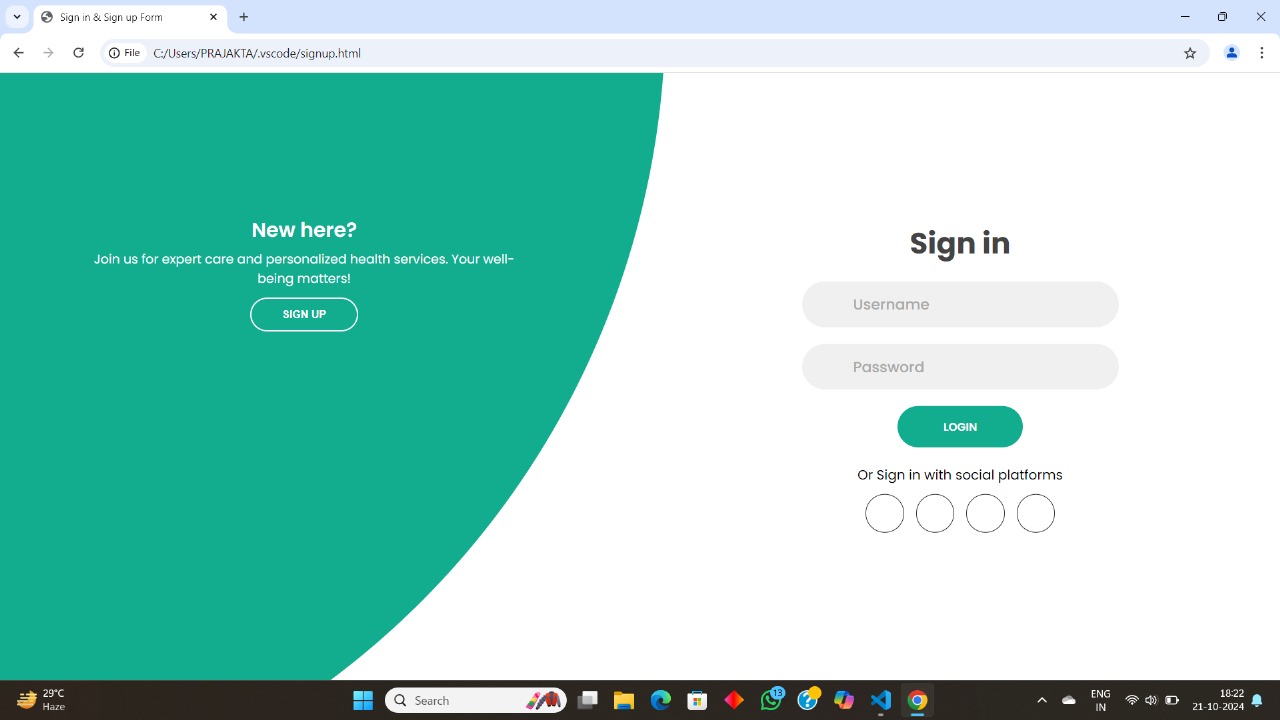 Sign in & Sign up Form
File
C:/Users/PRAJAKTA/.vscode/signup.html
New here?
Join us for expert care and personalized health services. Your well-
being matters!
SIGN UP
Sign in
Username
Password
LOGIN
Or Sign in with social platforms
29°C
Haze
Search
13
ENG
IN
18:22
21-10-2024